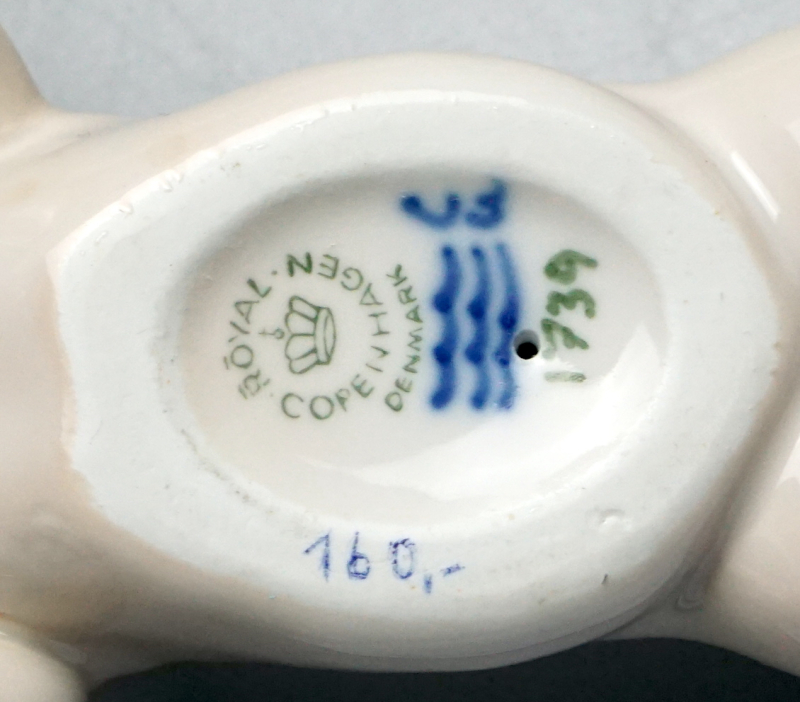 ROYAL COPENHAGEN
DENMARK
1739
160,-